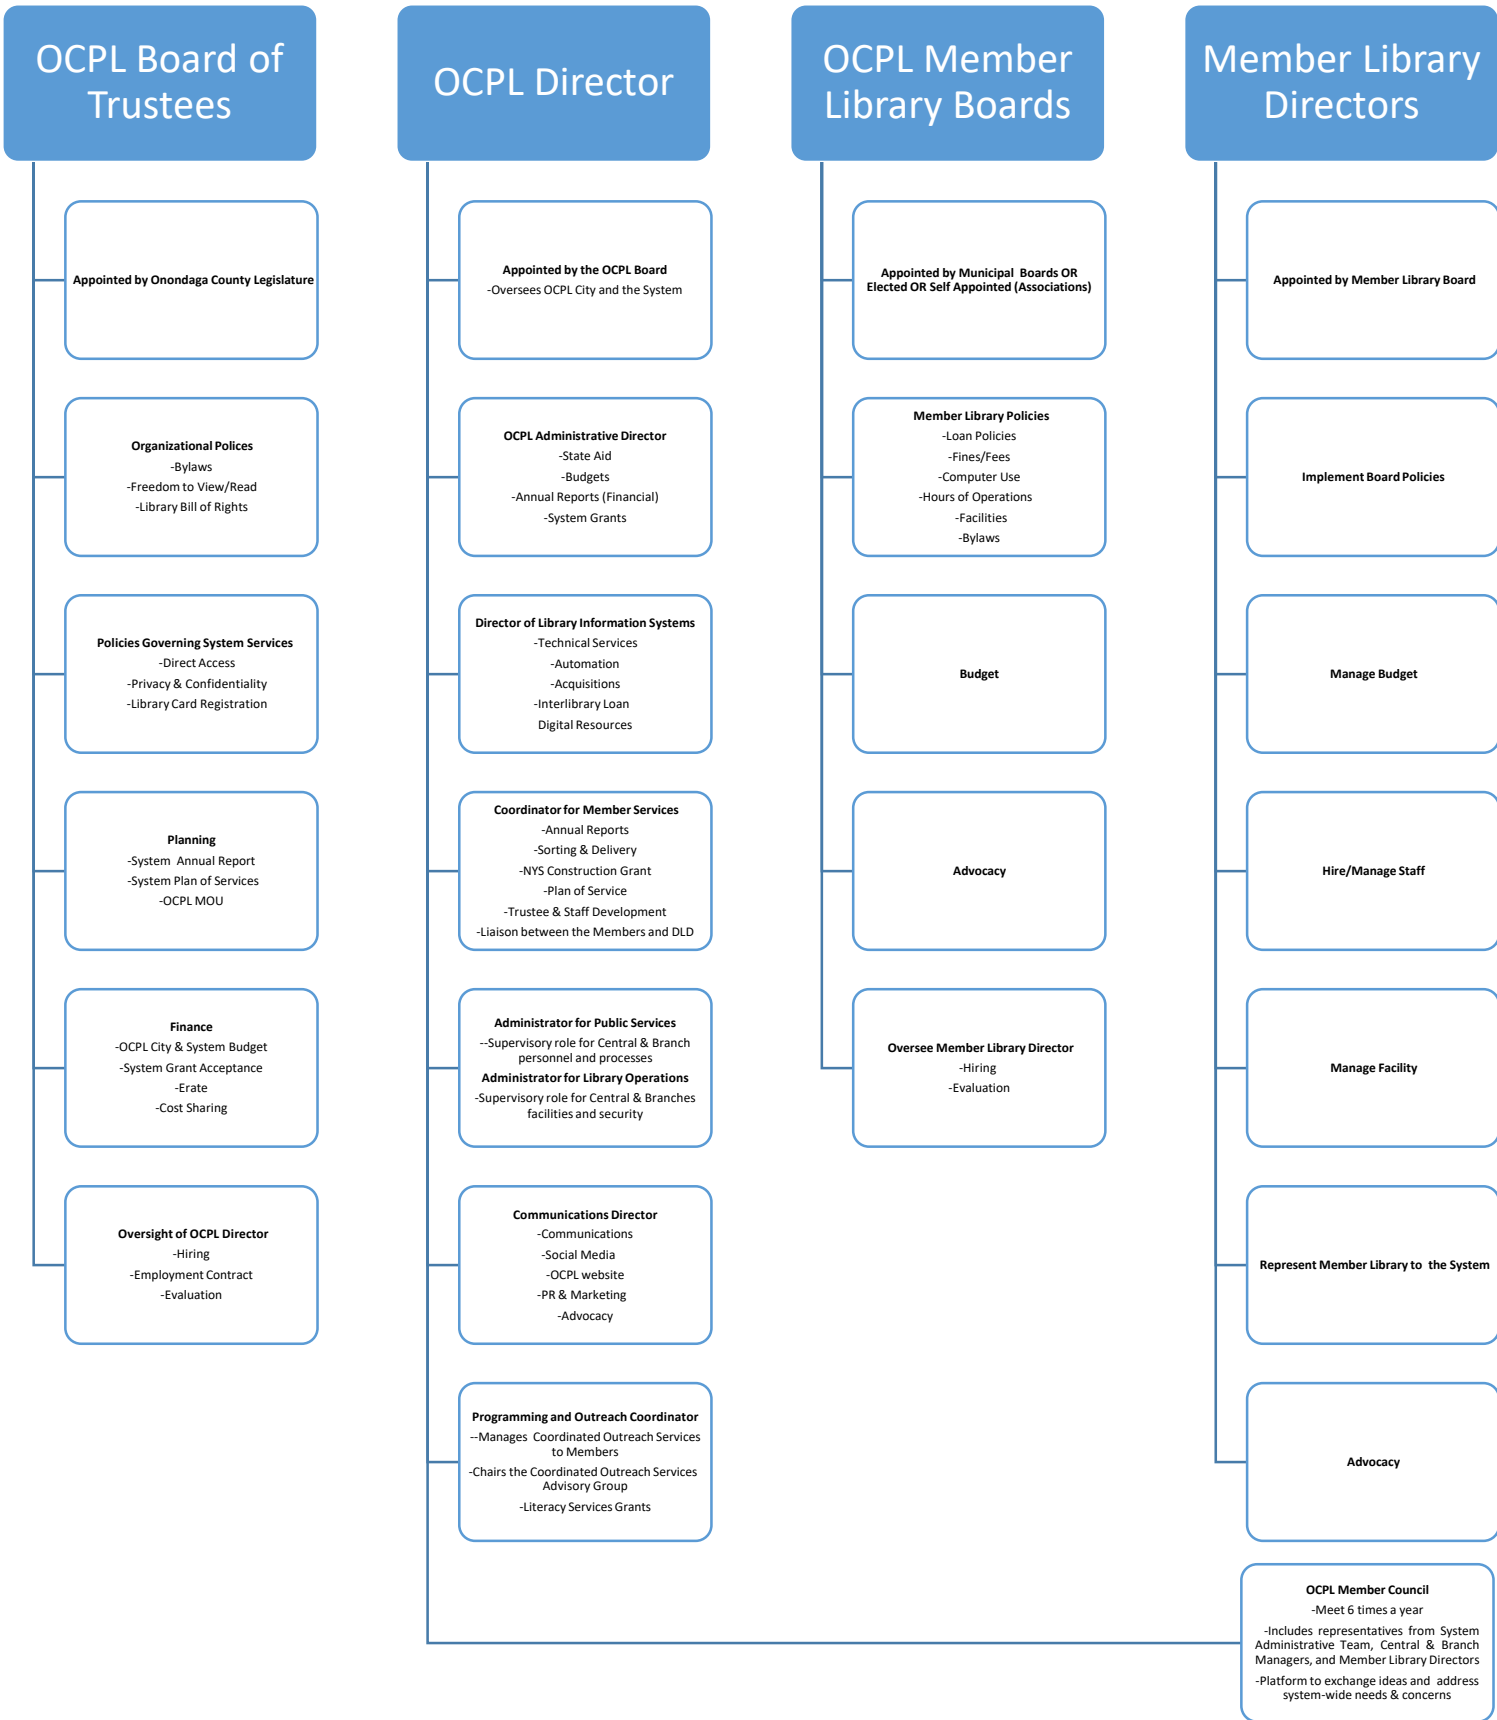 OCPL Board of
Trustees
Appointed by Onondaga County Legislature
Organizational Polices
-Bylaws
-Freedom to View/Read
-Library Bill of Rights
Policies Governing System Services
-Direct Access
-Privacy & Confidentiality
-Library Card Registration
Planning
-System Annual Report
-System Plan of Services
-OCPL MOU
Finance
-OCPL City & System Budget
-System Grant Acceptance
-Erate
-Cost Sharing
Oversight of OCPL Director
-Hiring
-Employment Contract
-Evaluation
OCPL Director
Appointed by the OCPL Board
-Oversees OCPL City and the System
OCPL Administrative Director
-State Aid
-Budgets
-Annual Reports (Financial)
-System Grants
Director of Library Information Systems
-Technical Services
-Automation
-Acquisitions
-Interlibrary Loan
Digital Resources
Coordinator for Member Services
-Annual Reports
-Sorting & Delivery
-NYS Construction Grant
-Plan of Service
-Trustee & Staff Development
-Liaison between the Members and DLD
Administrator for Public Services
--Supervisory role for Central & Branch
personnel and processes
Administrator for Library Operations
-Supervisory role for Central & Branches
facilities and security
Communications Director
-Communications
-Social Media
-OCPL website
-PR & Marketing
-Advocacy
Programming and Outreach Coordinator
--Manages Coordinated Outreach Services
to Members
-Chairs the Coordinated Outreach Services
Advisory Group
-Literacy Services Grants
OCPL Member
Library Boards
Appointed by Municipal Boards OR
Elected OR Self Appointed (Associations)
Member Library Policies
-Loan Policies
-Fines/Fees
-Computer Use
-Hours of Operations
-Facilities
-Bylaws
Budget
Advocacy
Oversee Member Library Director
-Hiring
-Evaluation
Member Library
Directors
Appointed by Member Library Board
Implement Board Policies
Manage Budget
Hire/Manage Staff
Manage Facility
Represent Member Library to the System
Advocacy
OCPL Member Council
-Meet 6 times a year
-Includes representatives from System
Administrative Team, Central & Branch
Managers, and Member Library Directors
-Platform to exchange ideas and address
system-wide needs & concerns